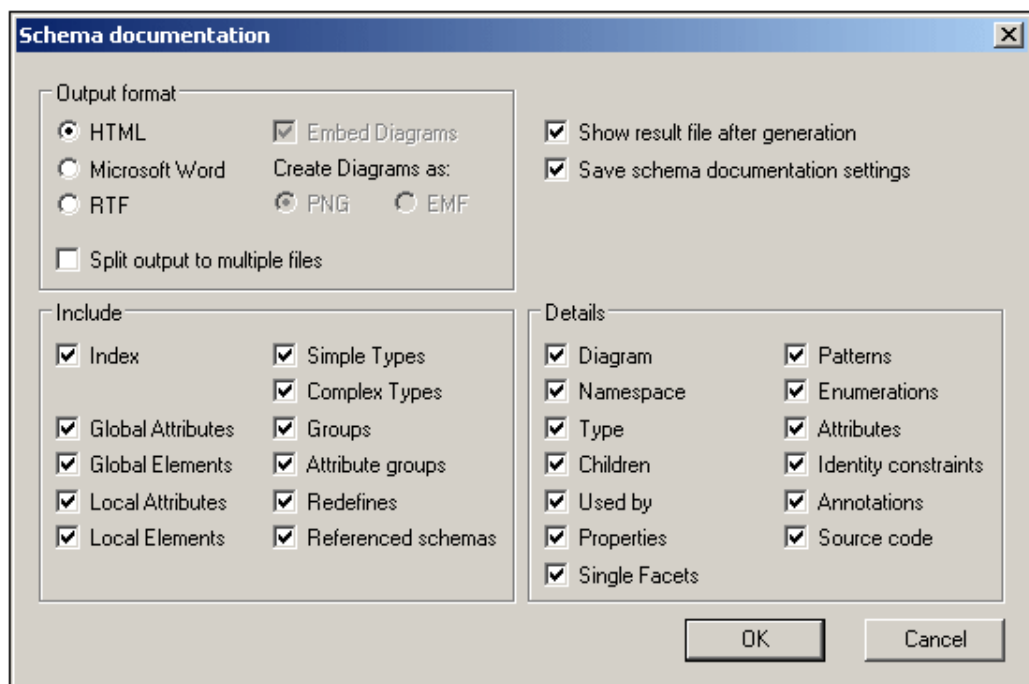 Schema documentation
Output format
HTML
Embed Diagrams
Microsoft Word
Create Diagrams as:
RTF
PNG
EMF
Split output to multiple files
Show result file after generation
Save schema documentation settings
Include
Index
Simple Types
Complex Types
Global Attributes
Groups
Global Elements
Attribute groups
Local Attributes
Redefines
Local Elements
Referenced schemas
Details
Diagram
Patterns
Namespace
Enumerations
Type
Attributes
Children
Identity constraints
Used by
Annotations
Properties
Source code
Single Facets
OK
Cancel